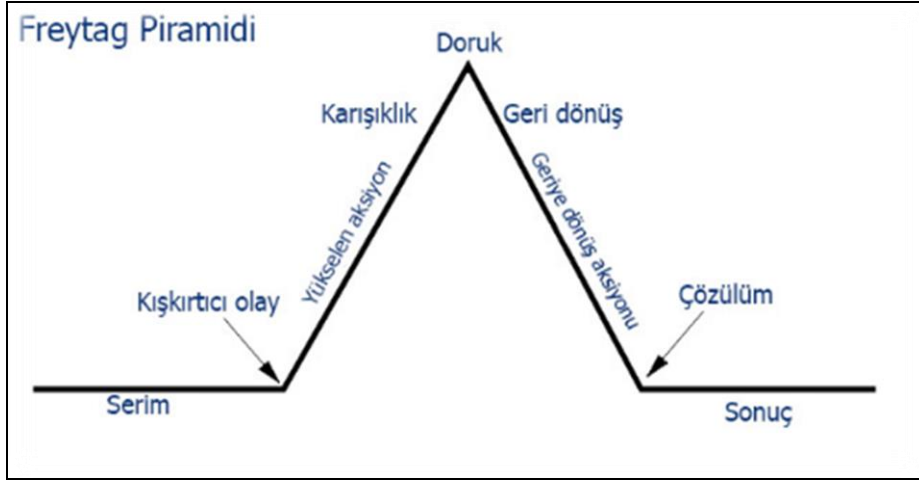 Freytag Piramidi
Doruk
Karışıklık
Geri dönüş
Yükselen aksiyon
Geriye dönüş aksiyonu
Kışkırtıcı olay
Çözülüm
Serim
Sonuç